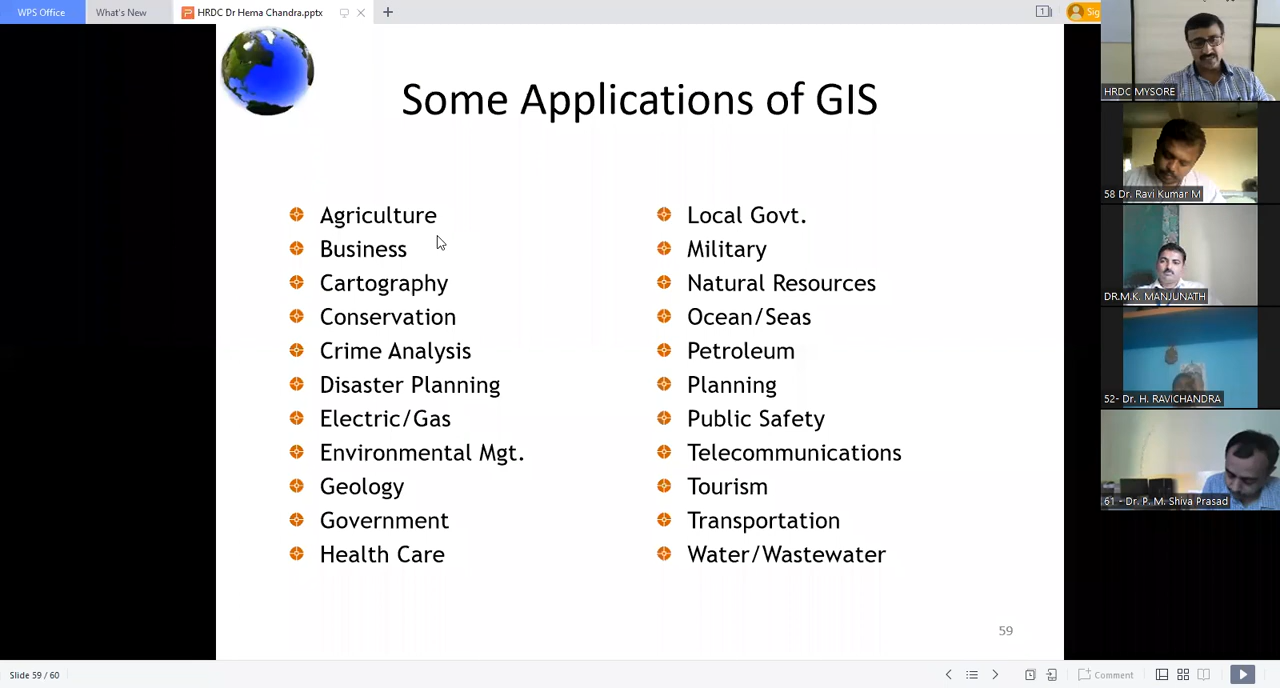 WPS Office
What's New
HRDC Dr Hema Chandra.pptx
1
Sig
Some Applications of GIS
Agriculture
Business
Cartography
Conservation
Crime Analysis
Disaster Planning
Electric/Gas
Environmental Mgt.
Geology
Government
Health Care
Local Govt.
Military
Natural Resources
Ocean/Seas
Petroleum
Planning
Public Safety
Telecommunications
Tourism
Transportation
Water/Wastewater
59
HRDC MYSORE
58 Dr. Ravi Kumar M
DR.M.K. MANJUNATH
52- Dr. H. RAVICHANDRA
61 - Dr. P. M. Shiva Prasad
Slide 59 / 60
Comment